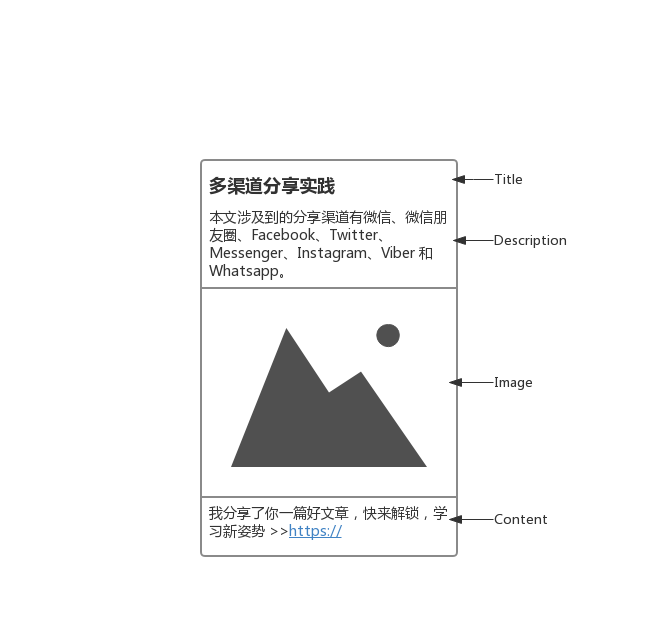 多渠道分享实践
Title
本文涉及到的分享渠道有微信、微信朋
友圈、Facebook、Twitter、
Messenger、Instagram、Viber 和
Whatsapp。
Description
Image
我分享了你一篇好文章，快来解锁，学
习新姿势 >>https://
Content